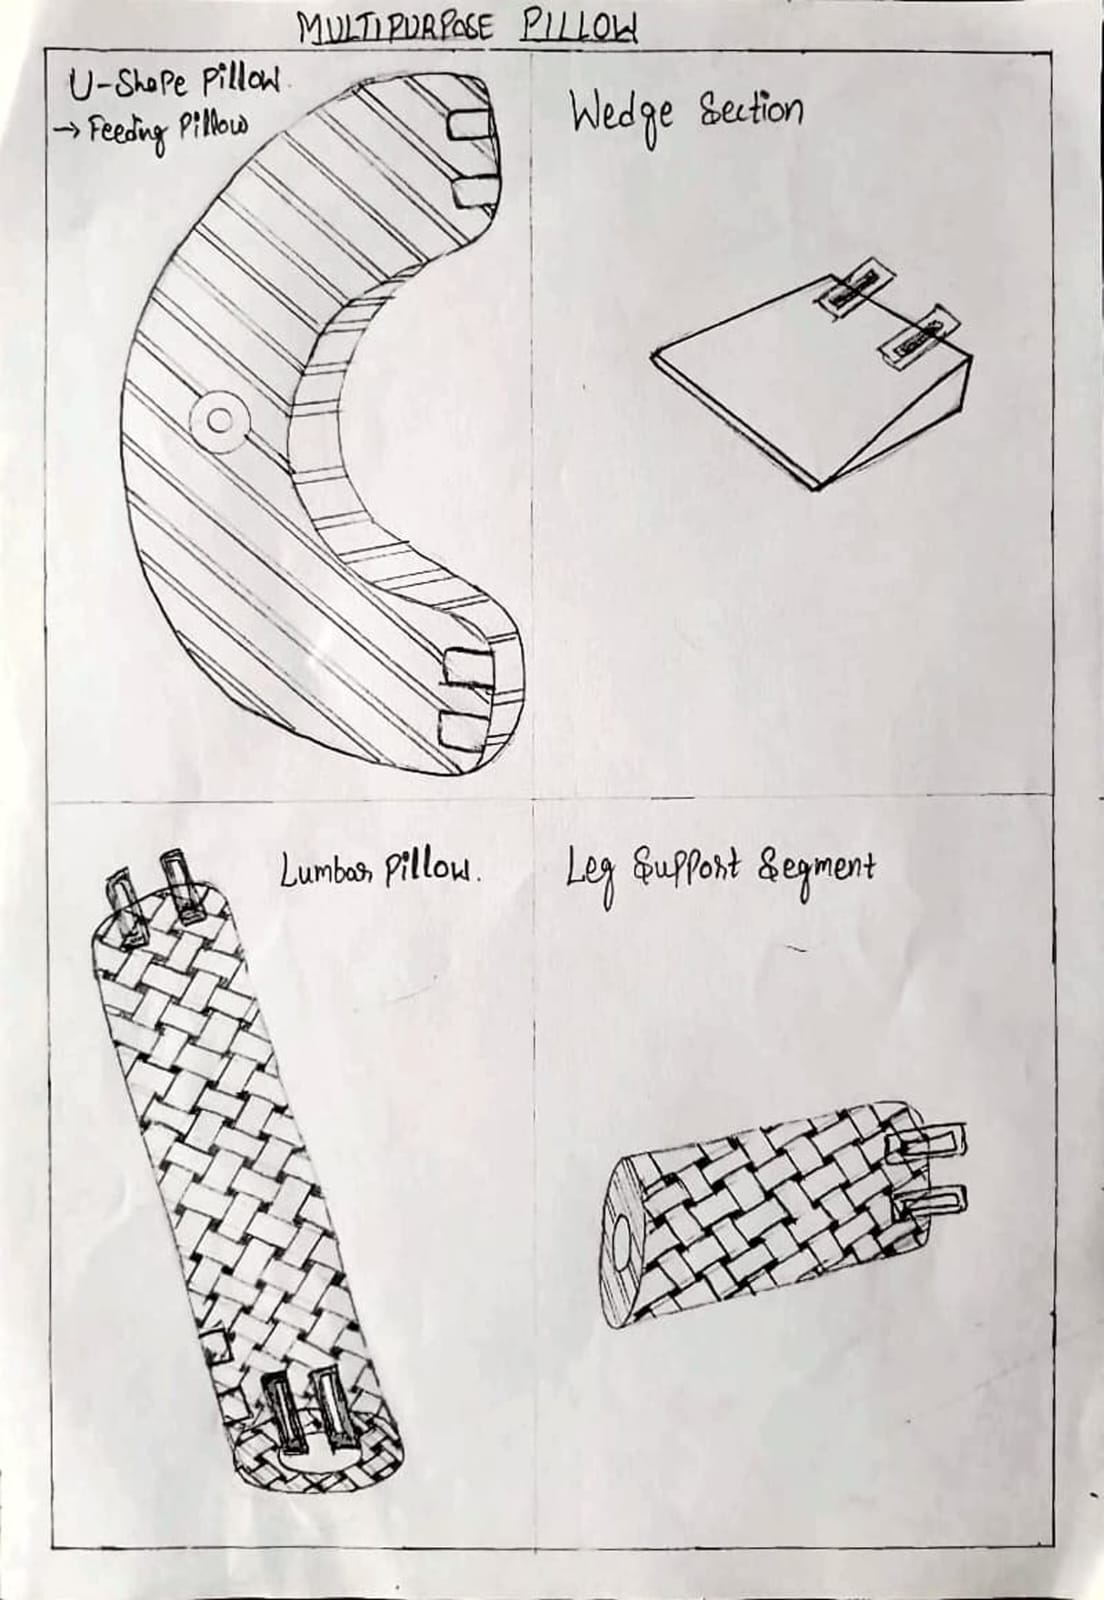 MULTIPURPOSE PILLOW
U-Shape Pillow
→ Feeding Pillow
Wedge Section
Lumbar Pillow.
Leg Support Segment